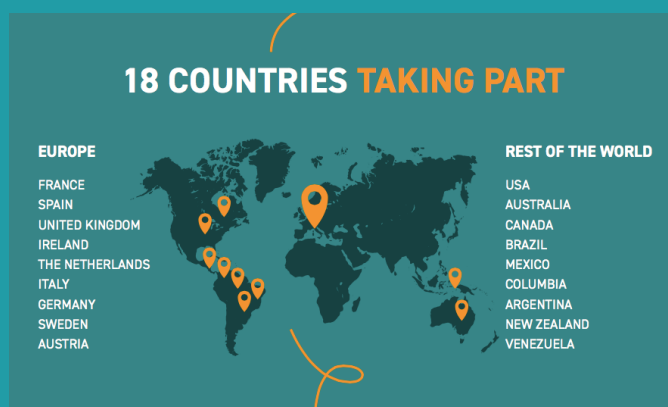 18 COUNTRIES TAKING PART
EUROPE
FRANCE
SPAIN
UNITED KINGDOM
IRELAND
THE NETHERLANDS
ITALY
GERMANY
SWEDEN
AUSTRIA
REST OF THE WORLD
USA
AUSTRALIA
CANADA
BRAZIL
MEXICO
COLUMBIA
ARGENTINA
NEW ZEALAND
VENEZUELA